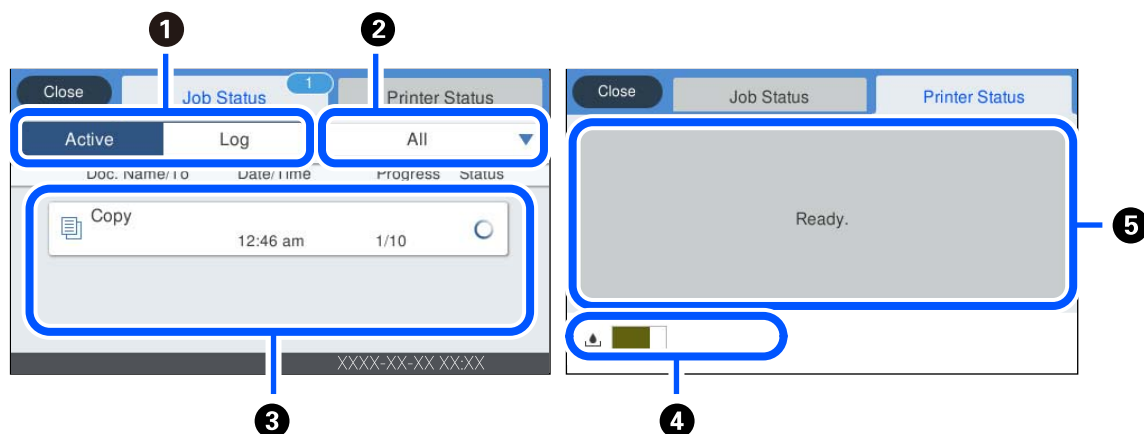 1
2
Close
Job Status
1
Printer Status
Active
Log
All
Doc. Name/To
Date/Time
Progress
Status
Copy
12:46 am
1/10
XXXX-XX-XX XX:XX
3
Close
Job Status
Printer Status
Ready.
5
4